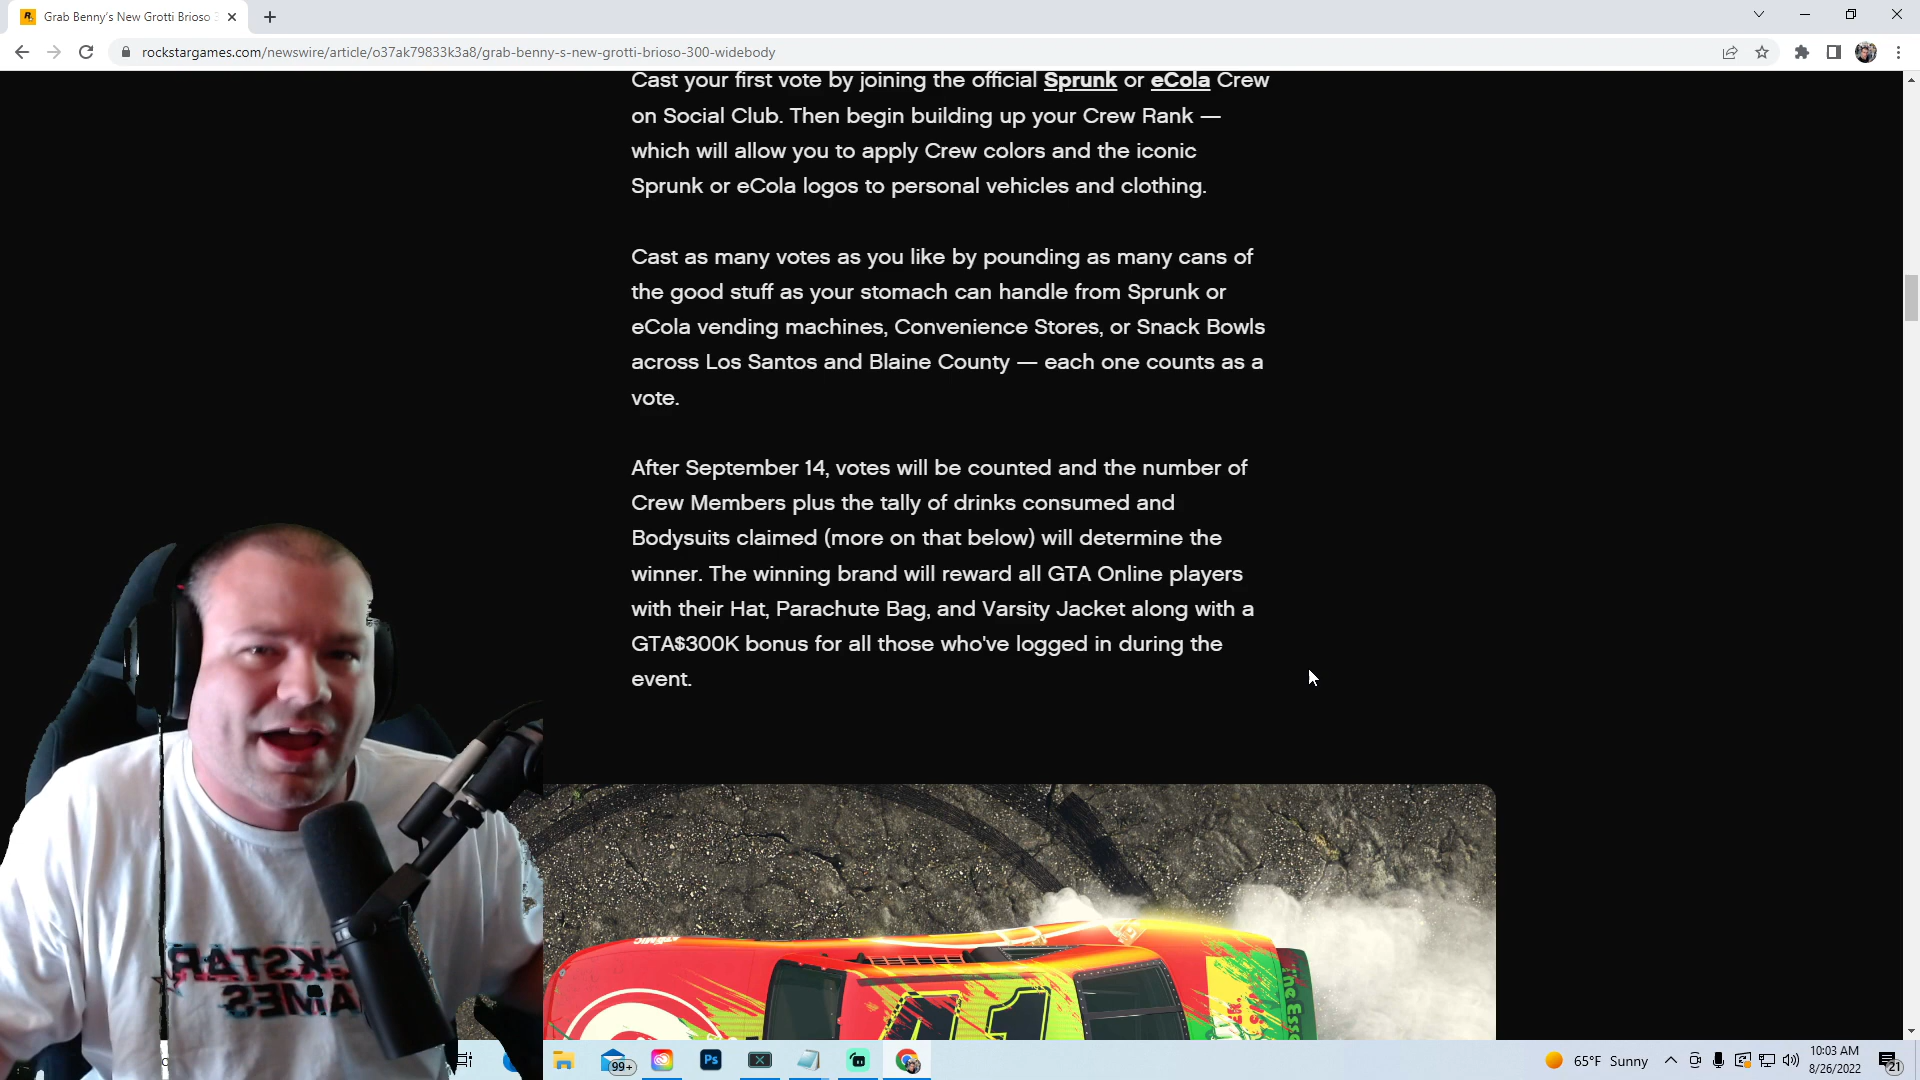 Grab Benny's New Grotti Brioso 3
rockstargames.com/newswire/article/o37ak79833k3a8/grab-benny-s-new-grotti-brioso-300-widebody
Cast your first vote by joining the official Sprunk or eCola Crew
on Social Club. Then begin building up your Crew Rank —
which will allow you to apply Crew colors and the iconic
Sprunk or eCola logos to personal vehicles and clothing.
Cast as many votes as you like by pounding as many cans of
the good stuff as your stomach can handle from Sprunk or
eCola vending machines, Convenience Stores, or Snack Bowls
across Los Santos and Blaine County — each one counts as a
vote.
After September 14, votes will be counted and the number of
Crew Members plus the tally of drinks consumed and
Bodysuits claimed (more on that below) will determine the
winner. The winning brand will reward all GTA Online players
with their Hat, Parachute Bag, and Varsity Jacket along with a
GTA$300K bonus for all those who've logged in during the
event.
41
99+
Ps
65°F Sunny
10:03 AM
8/26/2022
21